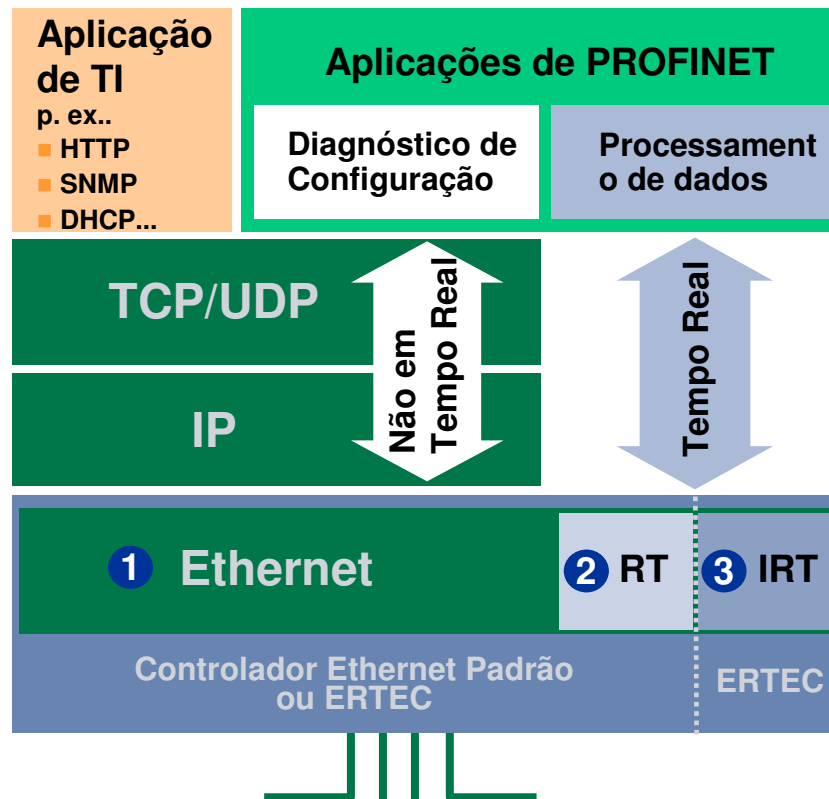 Aplicação
de TI
p. ex..
HTTP
SNMP
DHCP...
Aplicações de PROFINET
Diagnóstico de
Configuração
Processament
o de dados
TCP/UDP
IP
Não em
Tempo Real
Tempo Real
1 Ethernet
2 RT
3 IRT
Controlador Ethernet Padrão
ou ERTEC
ERTEC